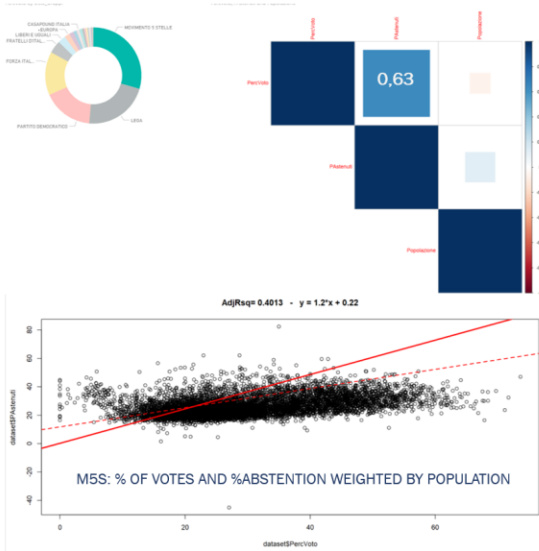 CASAPOUND ITALIA
+EUROPA
LIBERI E UGUALI
FRATELLI D'ITAL...
FORZA ITAL...
PARTITO DEMOCRATICO
LEGA
MOVIMENTO 5 STELLE
PercVoto
PAstenuti
Popolazione
PercVoto
0,63
PAstenuti
Popolazione
AdjRsq= 0.4013 - y = 1.2*x + 0.22
80
60
40
20
0
-20
-40
dataset$PAstenuti
M5S: % OF VOTES AND %ABSTENTION WEIGHTED BY POPULATION
0
20
40
60
dataset$PercVoto